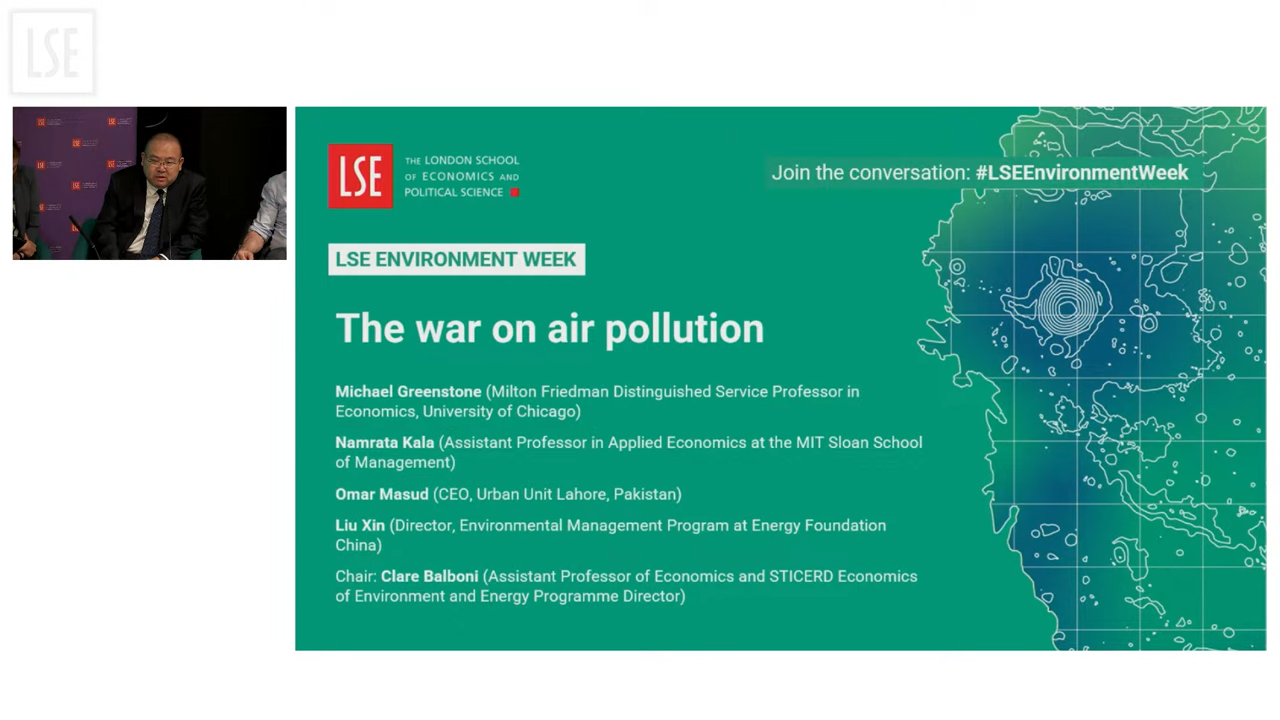 LSE
LSE
THE LONDON SCHOOL
OF ECONOMICS AND
POLITICAL SCIENCE
Join the conversation: #LSEEnvironmentWeek
LSE ENVIRONMENT WEEK
The war on air pollution
Michael Greenstone (Milton Friedman Distinguished Service Professor in
Economics, University of Chicago)
Namrata Kala (Assistant Professor in Applied Economics at the MIT Sloan School
of Management)
Omar Masud (CEO, Urban Unit Lahore, Pakistan)
Liu Xin (Director, Environmental Management Program at Energy Foundation
China)
Chair: Clare Balboni (Assistant Professor of Economics and STICERD Economics
of Environment and Energy Programme Director)